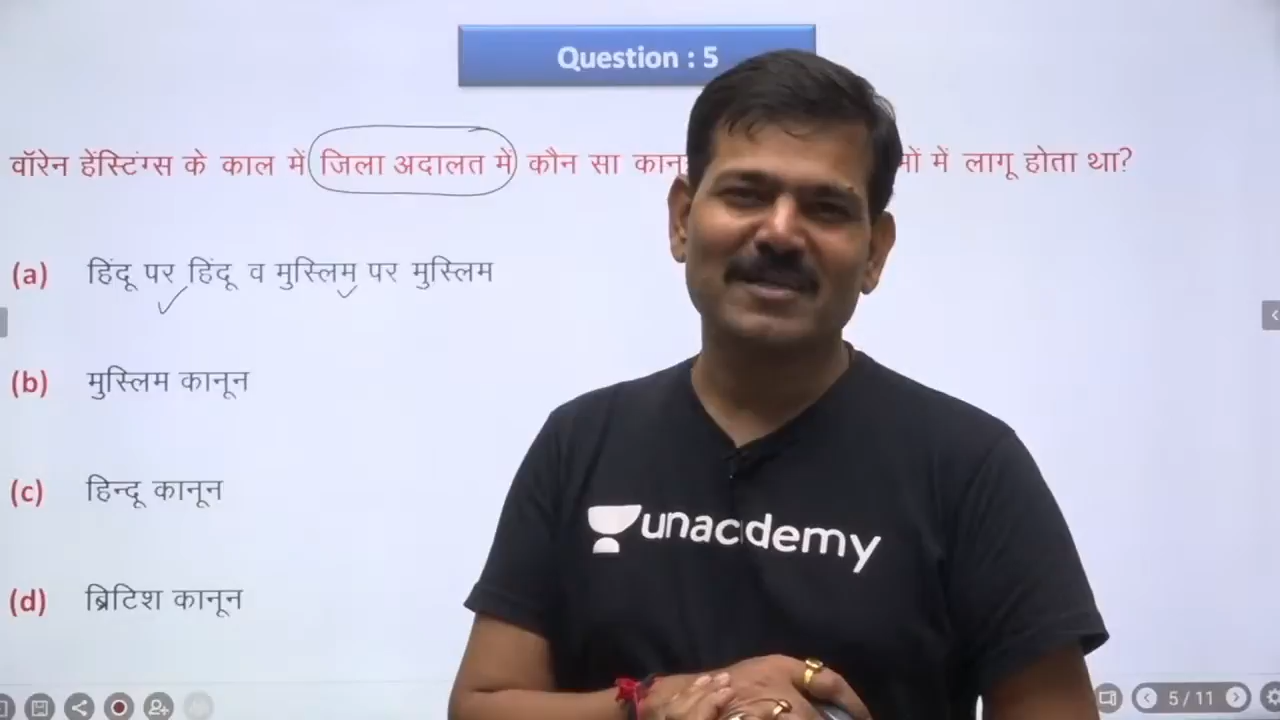 Question : 5
वॉरेन हेंस्टिंग्स के काल में जिला अदालत में कौन सा में लागू होता था?
(a) हिंदू पर हिंदू व मुस्लिम पर मुस्लिम
(b) मुस्लिम कानून
(c) हिन्दू कानून
(d) ब्रिटिश कानून
unacademy
5 / 11